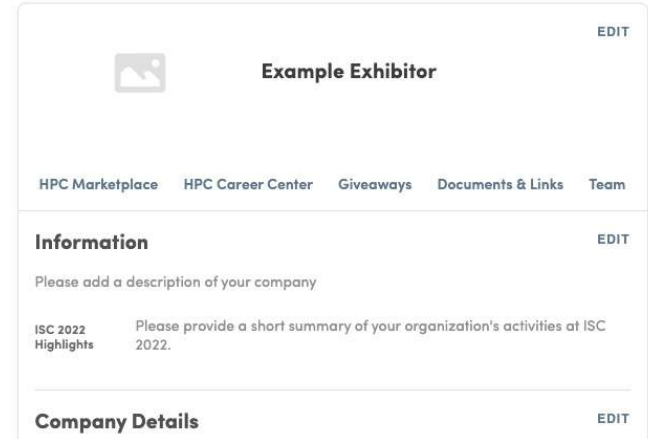 EDIT
Example Exhibitor
HPC Marketplace HPC Career Center Giveaways Documents & Links Team
Information EDIT
Please add a description of your company
ISC 2022 Highlights Please provide a short summary of your organization's activities at ISC 2022.
Company Details EDIT